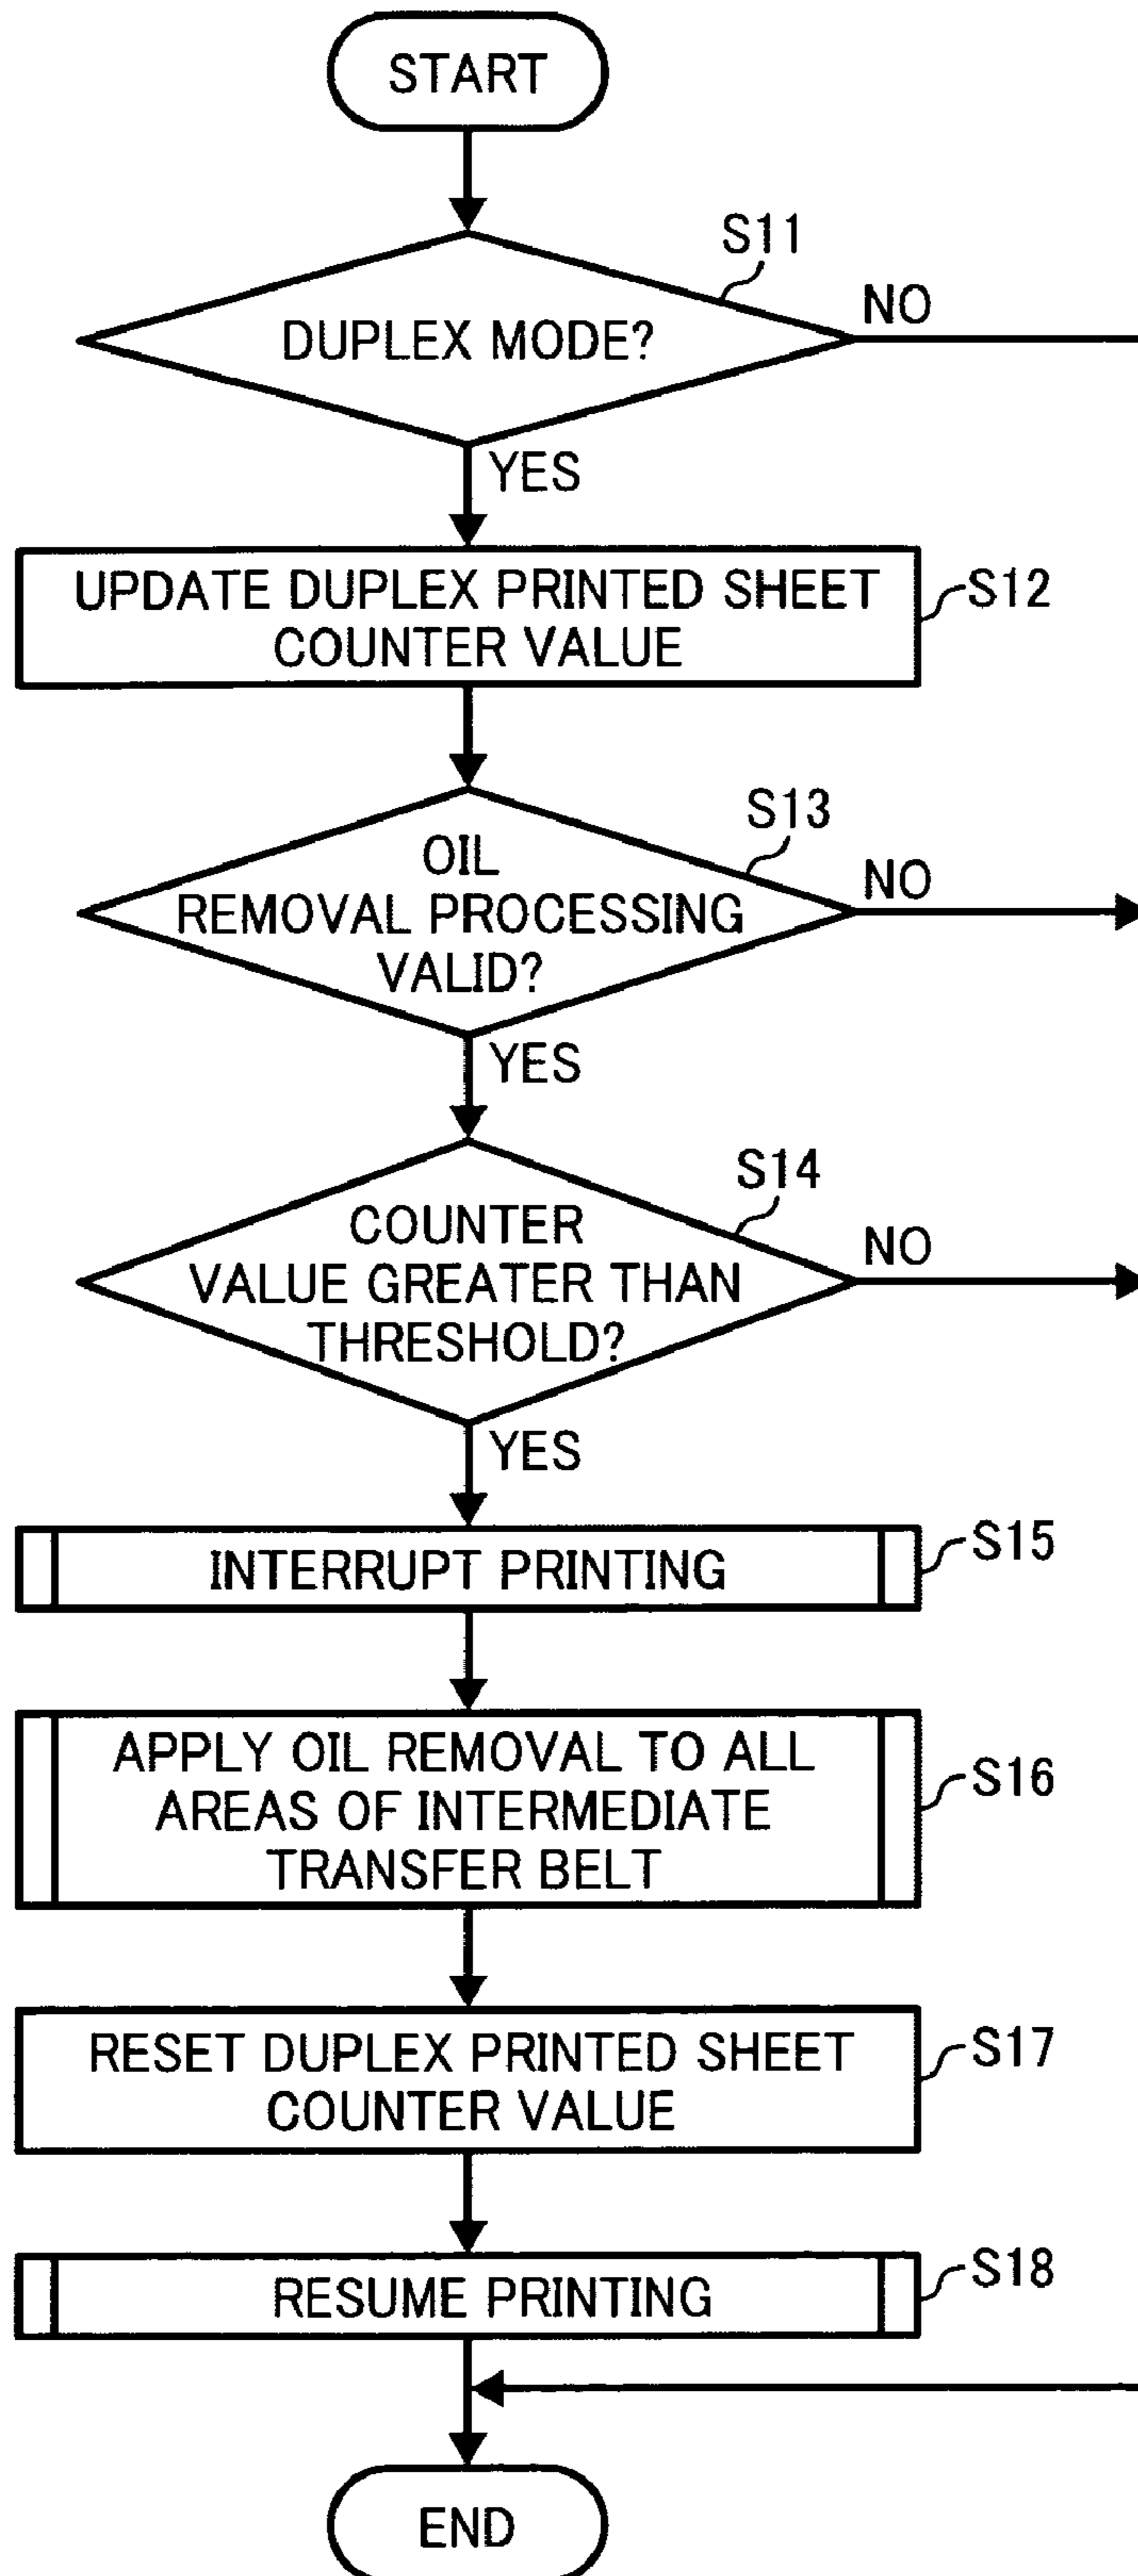 START
S11
DUPLEX MODE?
NO
YES
UPDATE DUPLEX PRINTED SHEET
COUNTER VALUE
S12
S13
OIL
REMOVAL PROCESSING
VALID?
NO
YES
S14
COUNTER
VALUE GREATER THAN
THRESHOLD?
NO
YES
INTERRUPT PRINTING
S15
APPLY OIL REMOVAL TO ALL
AREAS OF INTERMEDIATE
TRANSFER BELT
S16
RESET DUPLEX PRINTED SHEET
COUNTER VALUE
S17
RESUME PRINTING
S18
END